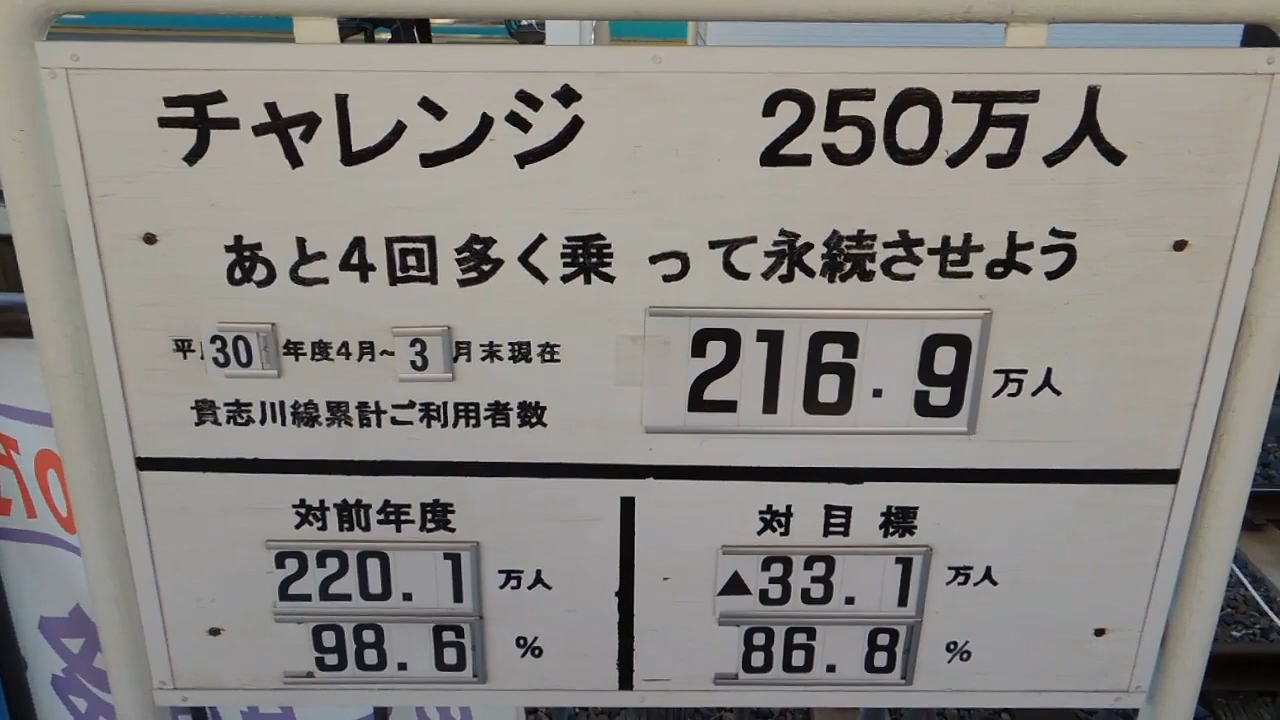 チャレンジ 250万人
あと4回多く乗って永続させよう
平30年度4月~3月末現在
216.9万人
貴志川線累計ご利用者数
対前年度
220.1万人
98.6%
対目標
▲33.1万人
86.8%